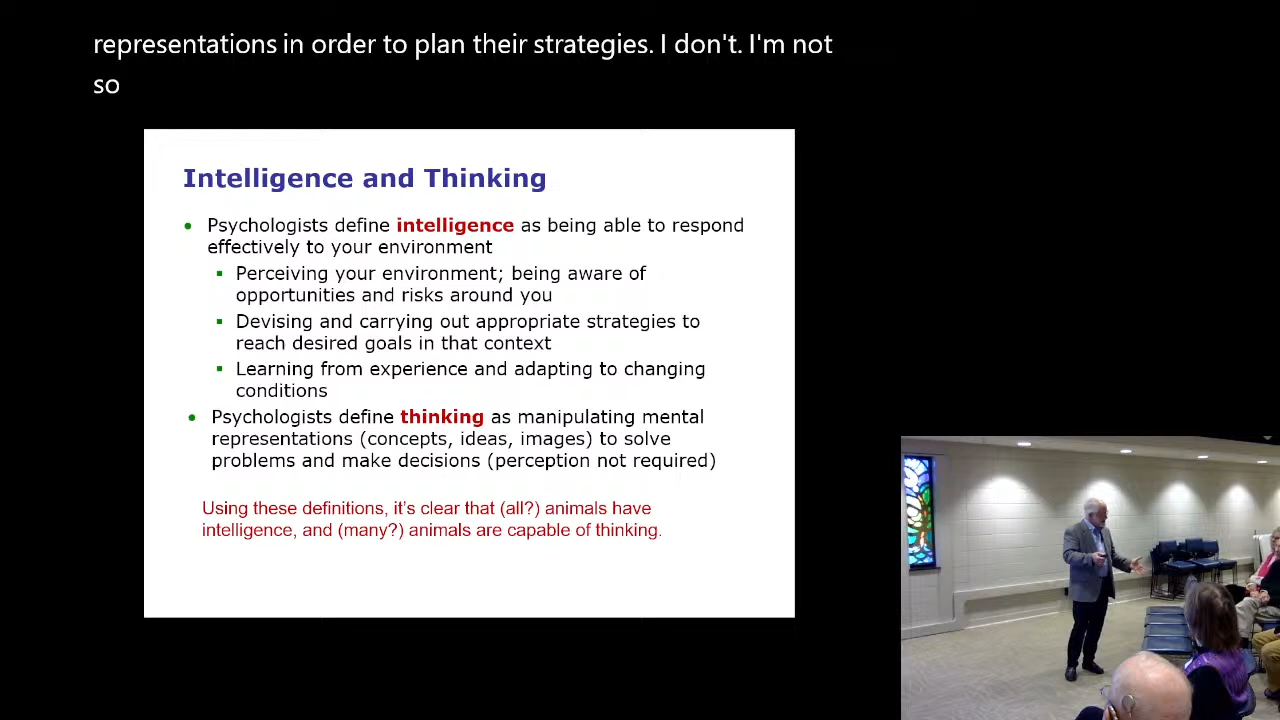 representations in order to plan their strategies. I don't. I'm not
so
Intelligence and Thinking
• Psychologists define intelligence as being able to respond
effectively to your environment
▪ Perceiving your environment; being aware of
opportunities and risks around you
▪ Devising and carrying out appropriate strategies to
reach desired goals in that context
▪ Learning from experience and adapting to changing
conditions
• Psychologists define thinking as manipulating mental
representations (concepts, ideas, images) to solve
problems and make decisions (perception not required)
Using these definitions, it's clear that (all?) animals have
intelligence, and (many?) animals are capable of thinking.